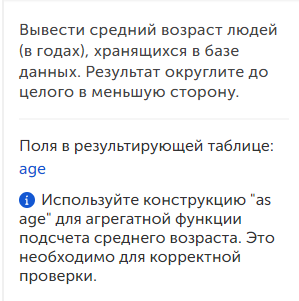 Вывести средний возраст людей
(в годах), хранящихся в базе
данных. Результат округлите до
целого в меньшую сторону.
Поля в результирующей таблице:
age
Используйте конструкцию "as
age" для агрегатной функции
подсчета среднего возраста. Это
необходимо для корректной
проверки.